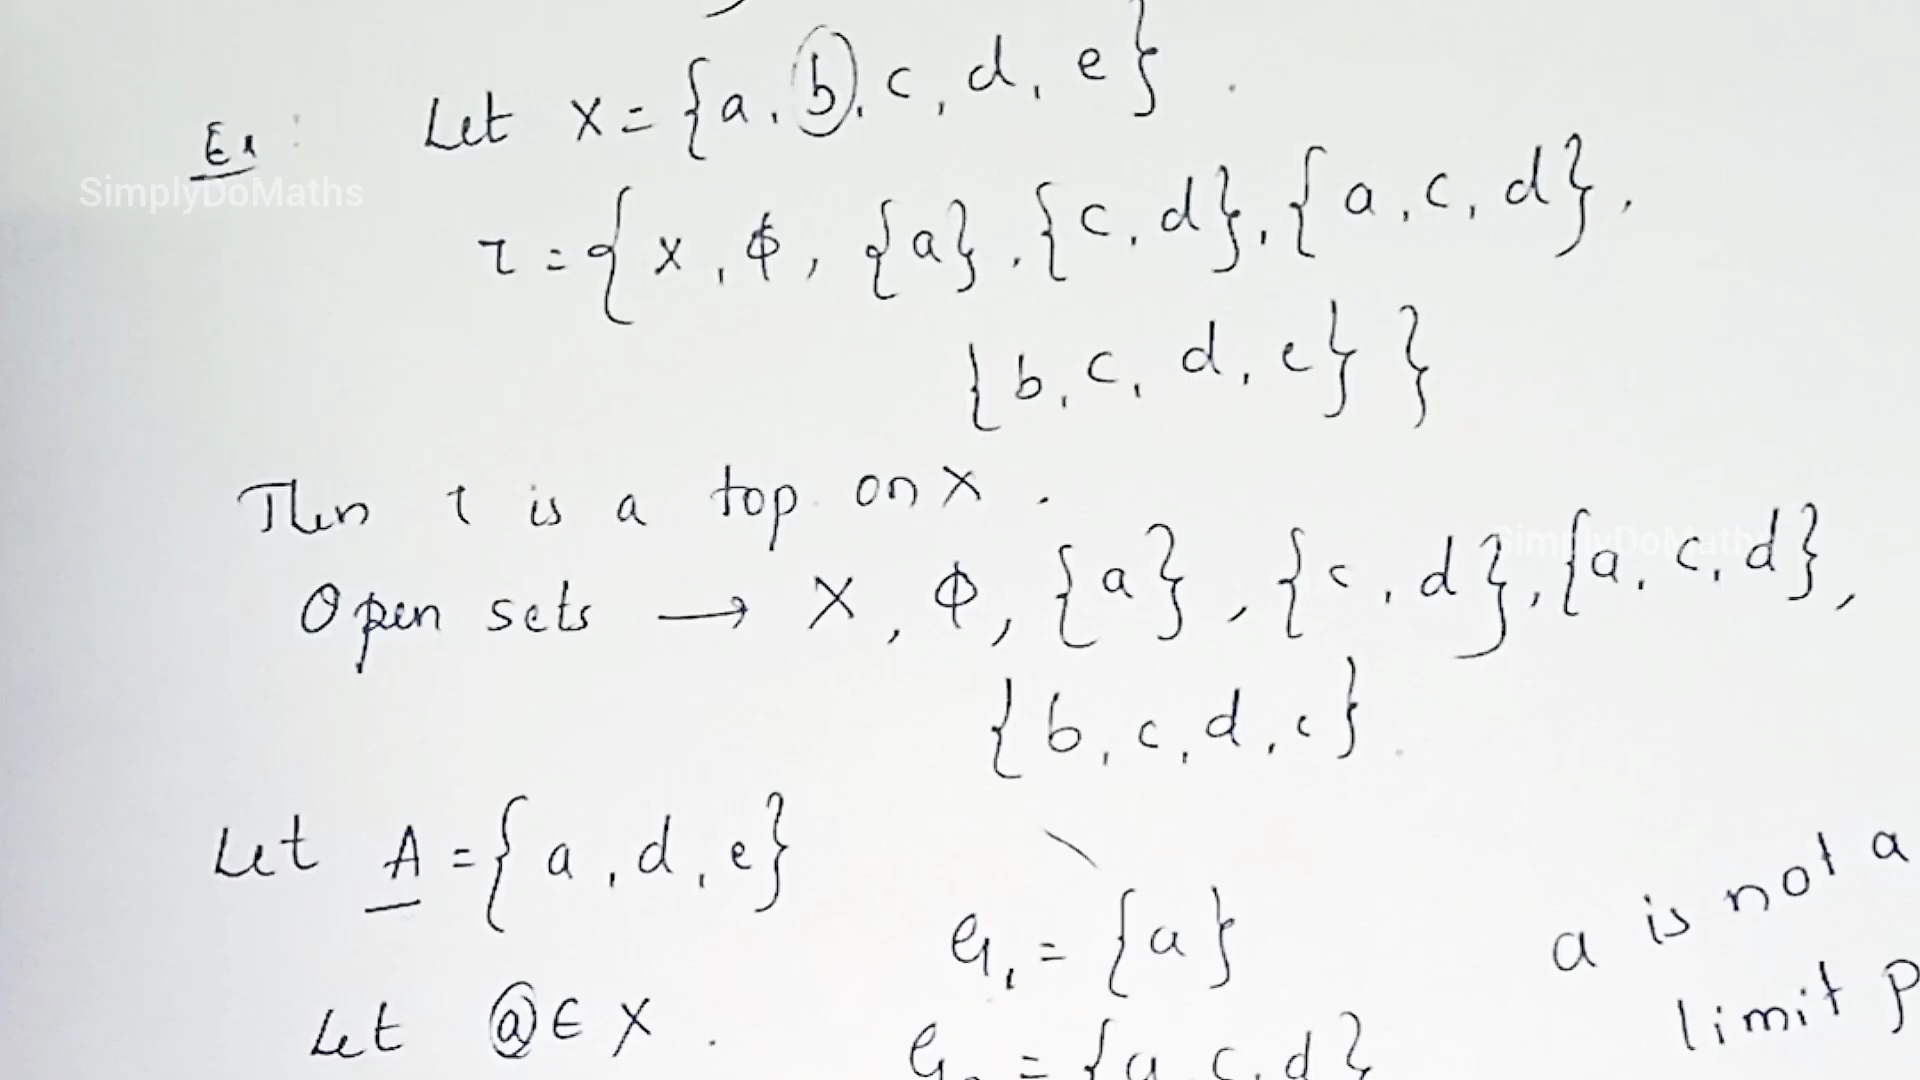 Ex: Let X = {a, b, c, d, e}.
SimplyDoMaths
τ = {X, φ, {a}, {c, d}, {a, c, d},
{b, c, d, e}}
Then τ is a top on X.
SimplyDoMaths
Open sets → X, φ, {a}, {c, d}, {a, c, d},
{b, c, d, e}.
Let A = {a, d, e}
G₁ = {a}
a is not a
Let a ∈ X.
= {a, c, d}
limit p